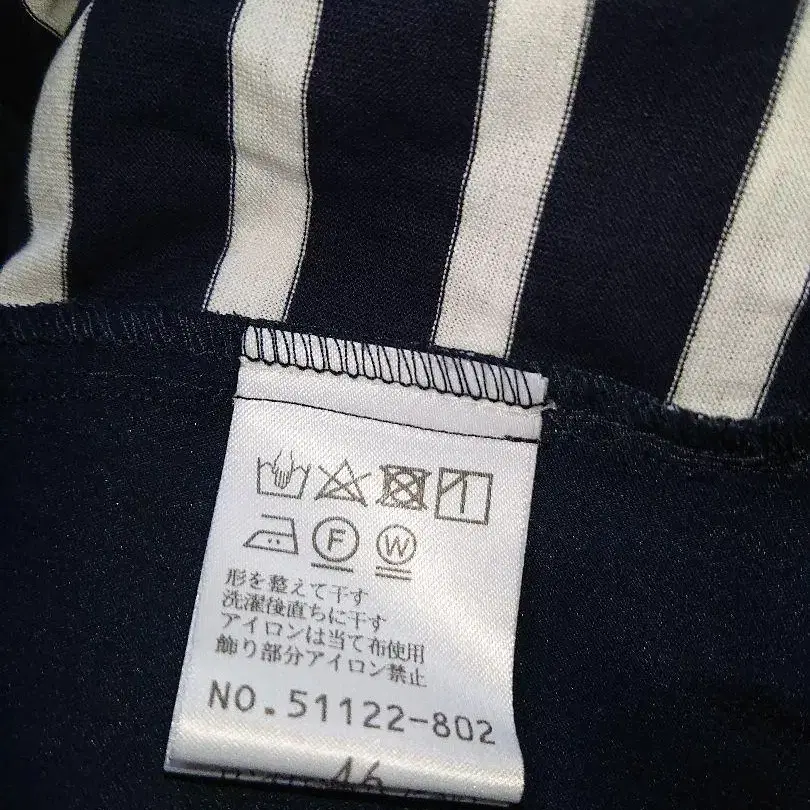 F W
形を整えて干す
洗濯後直ちに干す
アイロンは当て布使用
飾り部分アイロン禁止
NO.51122-802